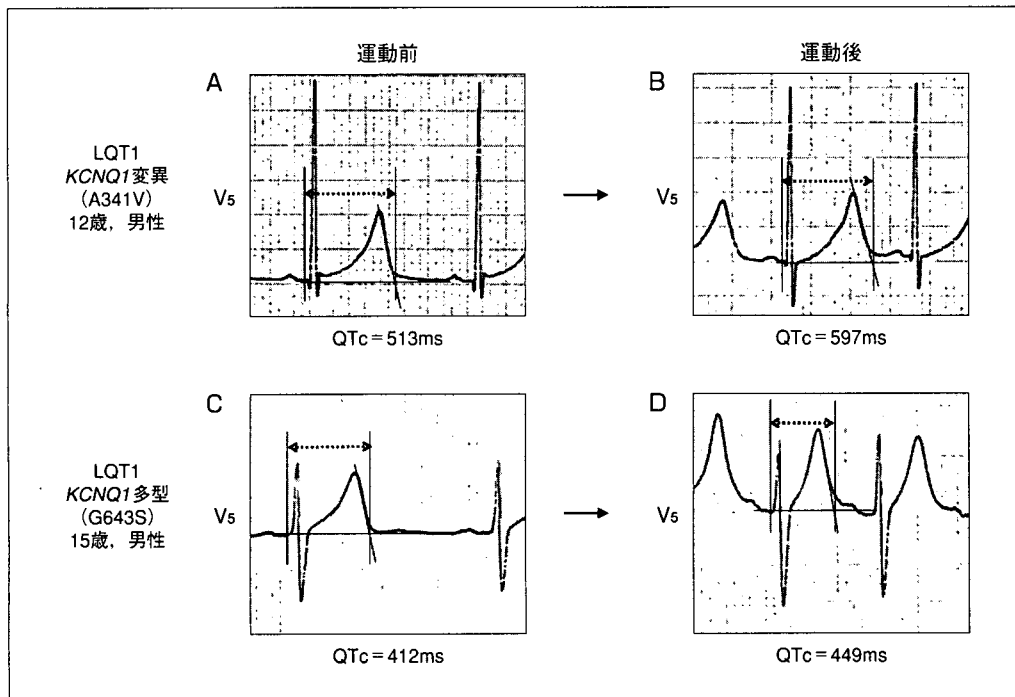 運動前
運動後
A
B
LQT1
KCNQ1変異
(A341V)
12歳，男性
V5
V5
QTc＝513ms
QTc＝597ms
C
D
LQT1
KCNQ1多型
(G643S)
15歳，男性
V5
V5
QTc＝412ms
QTc＝449ms